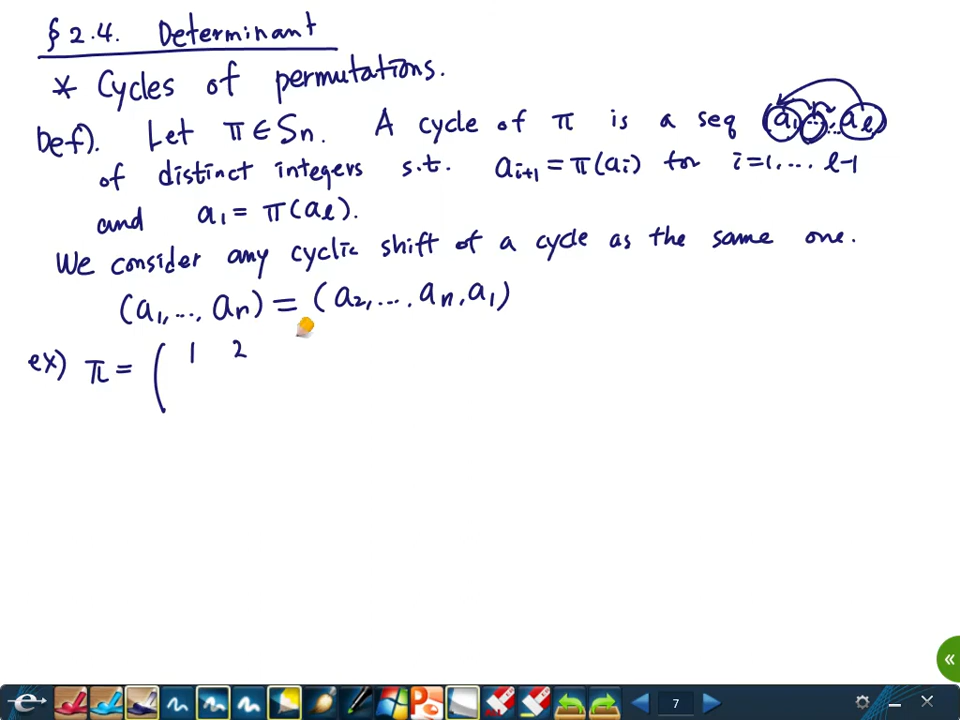 § 2.4. Determinant
* Cycles of permutations.
Def). Let π ∈ Sn. A cycle of π is a seq (a1, ..., aℓ)
of distinct integers s.t. ai+1 = π(ai) for i=1, ... ℓ-1
and a1 = π(aℓ).
We consider any cyclic shift of a cycle as the same one.
(a1, ..., an) = (a2, ... an, a1)
ex) π = ( 1 2
7